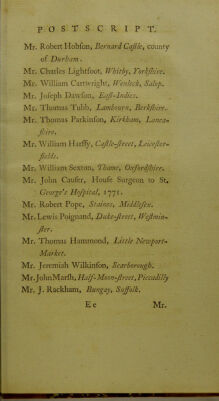 POSTSCRIPT.
Mr. Robert Hobſon, Bernard Caſtle, county
of Durham.
Mr. Charles Lightfoot, Whitby, Yorkſhire.
Mr. William Cartwright, Wenlock, Salop.
Mr. Joſeph Dawſon, Eaſt-Indies.
Mr. Thomas Tubb, Lambourn, Berkſhire.
Mr. Thomas Parkinſon, Kirkham, Lanca-
ſhire.
Mr. William Harffy, Caſtle-ſtreet, Leiceſter-
fields.
Mr. William Sexton, Thame, Oxfordſhire.
Mr. John Cauſer, Houſe Surgeon to St.
George's Hoſpital, 1771.
Mr. Robert Pope, Staines, Middleſex.
Mr. Lewis Poignand, Duke-ſtreet, Weſtmin-
ſter.
Mr. Thomas Hammond, Little Newport-
Market.
Mr. Jeremiah Wilkinſon, Scarborough.
Mr. John Marſh, Half-Moon-ſtreet, Piccadilly
Mr. J. Rackham, Bungay, Suffolk.
E e Mr.